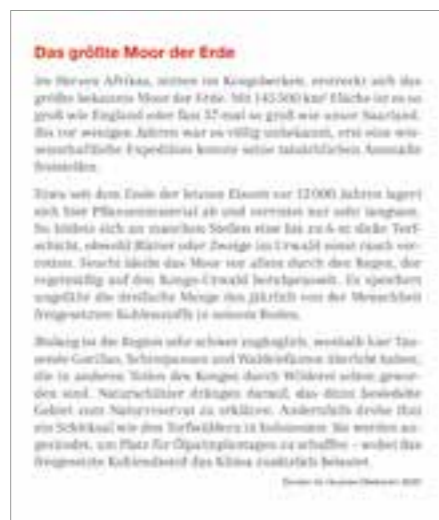 Das größte Moor der Erde
Im Herzen Afrikas, mitten im Kongobecken, erstreckt sich das
größte bekannte Moor der Erde. Mit 145 500 km² Fläche ist es so
groß wie England oder fast 57-mal so groß wie unser Saarland.
Bis vor wenigen Jahren war es völlig unbekannt, erst eine wis-
senschaftliche Expedition konnte seine tatsächlichen Ausmaße
feststellen.
Etwa seit dem Ende der letzten Eiszeit vor 12 000 Jahren lagert
sich hier Pflanzenmaterial ab und verrottet nur sehr langsam.
So bildete sich an manchen Stellen eine bis zu 6 m dicke Torf-
schicht, obwohl Blätter oder Zweige im Urwald sonst rasch ver-
rotten. Feucht bleibt das Moor vor allem durch den Regen, der
regelmäßig auf den Kongo-Urwald herabprasselt. Es speichert
ungefähr die dreifache Menge des jährlich von der Menschheit
freigesetzten Kohlenstoffs in seinem Boden.
Bislang ist die Region sehr schwer zugänglich, weshalb hier Tau-
sende Gorillas, Schimpansen und Waldelefanten überlebt haben,
die in anderen Teilen des Kongos durch Wilderei selten gewor-
den sind. Naturschützer drängen darauf, das dünn besiedelte
Gebiet zum Naturreservat zu erklären. Andernfalls drohe ihm
ein Schicksal wie den Torfwäldern in Indonesien: Sie werden an-
gezündet, um Platz für Ölpalmplantagen zu schaffen – wobei das
freigesetzte Kohlendioxid das Klima zusätzlich belastet.